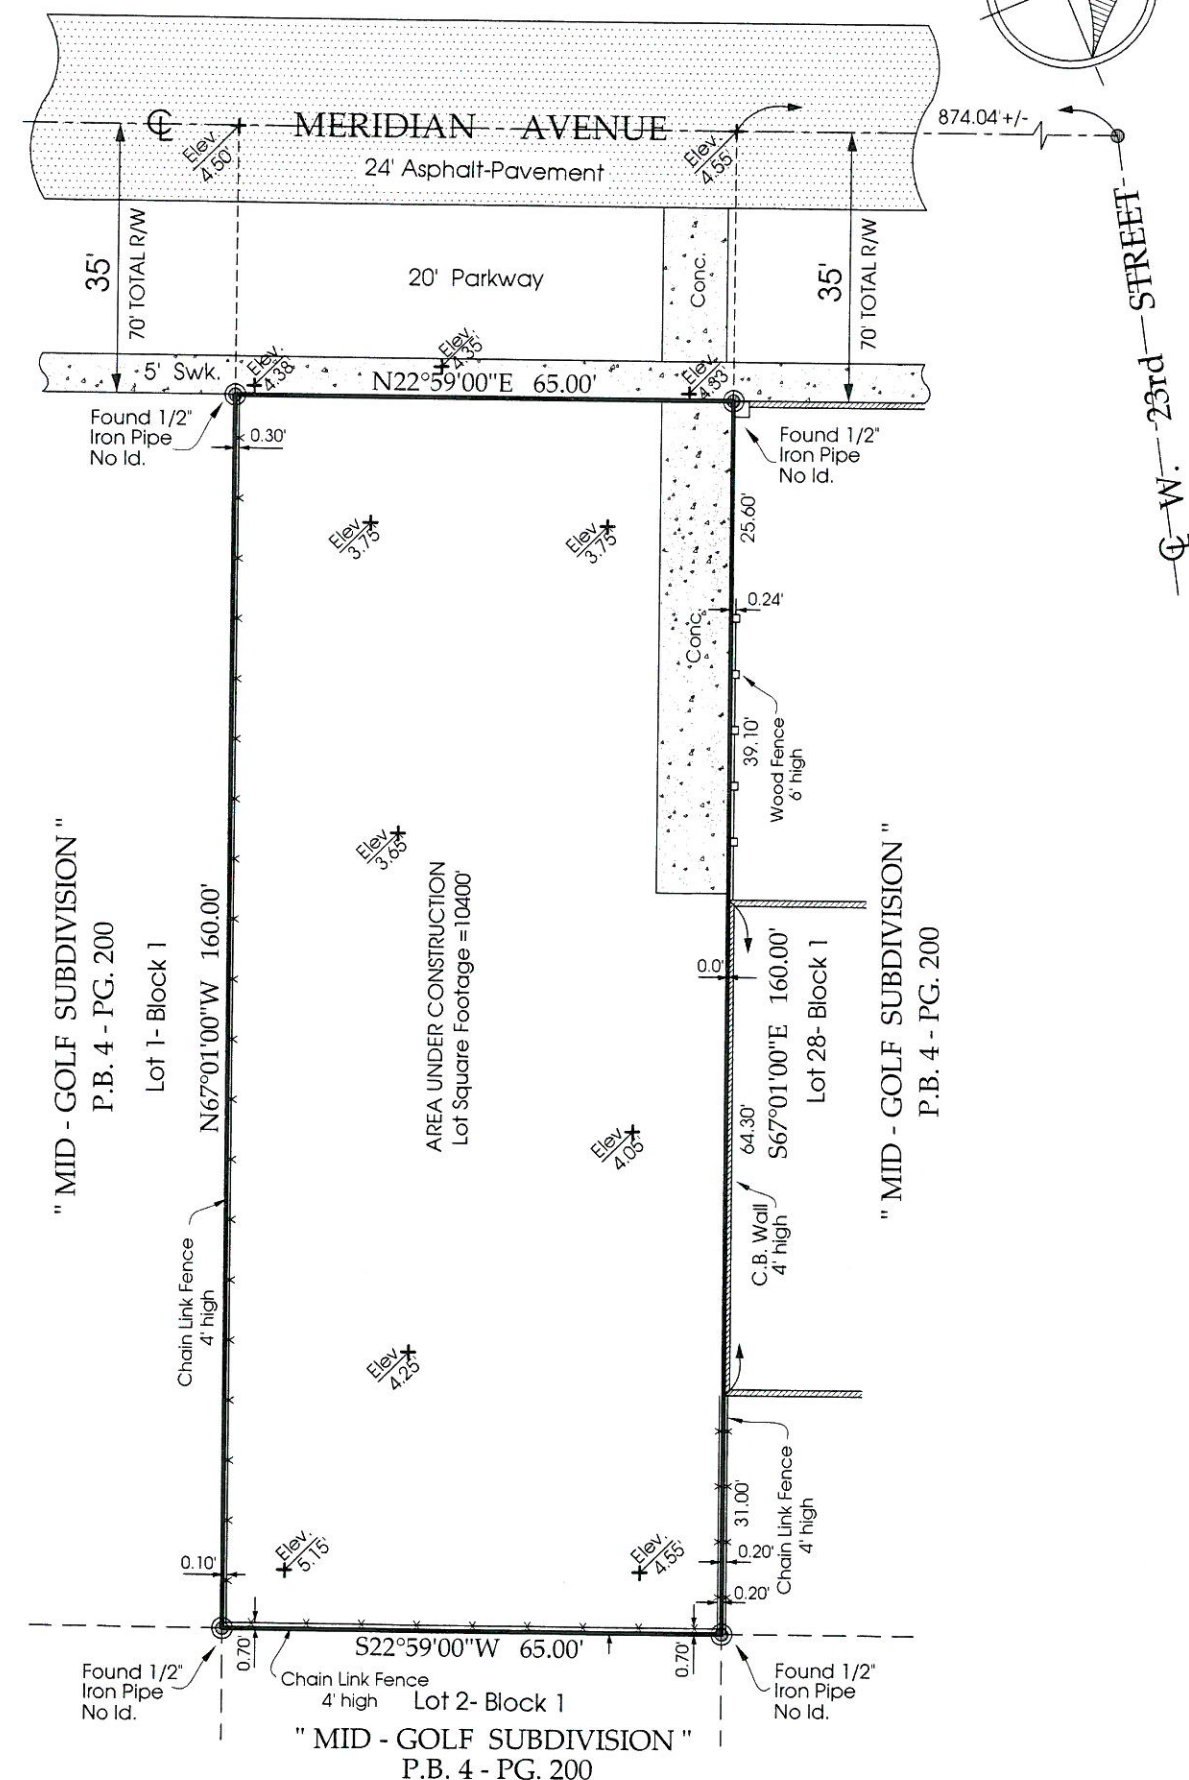 874.04'+/-
℄ MERIDIAN AVENUE
Elev. 4.50'
Elev. 4.55'
24' Asphalt-Pavement
35'
70' TOTAL R/W
20' Parkway
Conc.
35'
70' TOTAL R/W
℄ W. 23rd STREET
5' Swk.
Elev. 4.38'
Elev. 4.35'
Elev. 4.33'
N22°59'00"E 65.00'
Found 1/2"
Iron Pipe
No Id.
0.30'
Found 1/2"
Iron Pipe
No Id.
Elev. 3.75'
Elev. 3.75'
25.60'
0.24'
Conc.
39.10'
Wood Fence
6' high
Elev. 3.65'
" MID - GOLF SUBDIVISION "
P.B. 4 - PG. 200
Lot 1- Block 1
N67°01'00"W 160.00'
AREA UNDER CONSTRUCTION
Lot Square Footage =10400'
0.0'
64.30'
S67°01'00"E 160.00'
Lot 28- Block 1
" MID - GOLF SUBDIVISION "
P.B. 4 - PG. 200
Elev. 4.05'
C.B. Wall
4' high
Chain Link Fence
4' high
Elev. 4.25'
Chain Link Fence
4' high
31.00'
0.20'
0.20'
0.10'
Elev. 5.15'
Elev. 4.55'
0.70'
S22°59'00"W 65.00'
0.70'
Found 1/2"
Iron Pipe
No Id.
Chain Link Fence
4' high
Found 1/2"
Iron Pipe
No Id.
Lot 2- Block 1
" MID - GOLF SUBDIVISION "
P.B. 4 - PG. 200